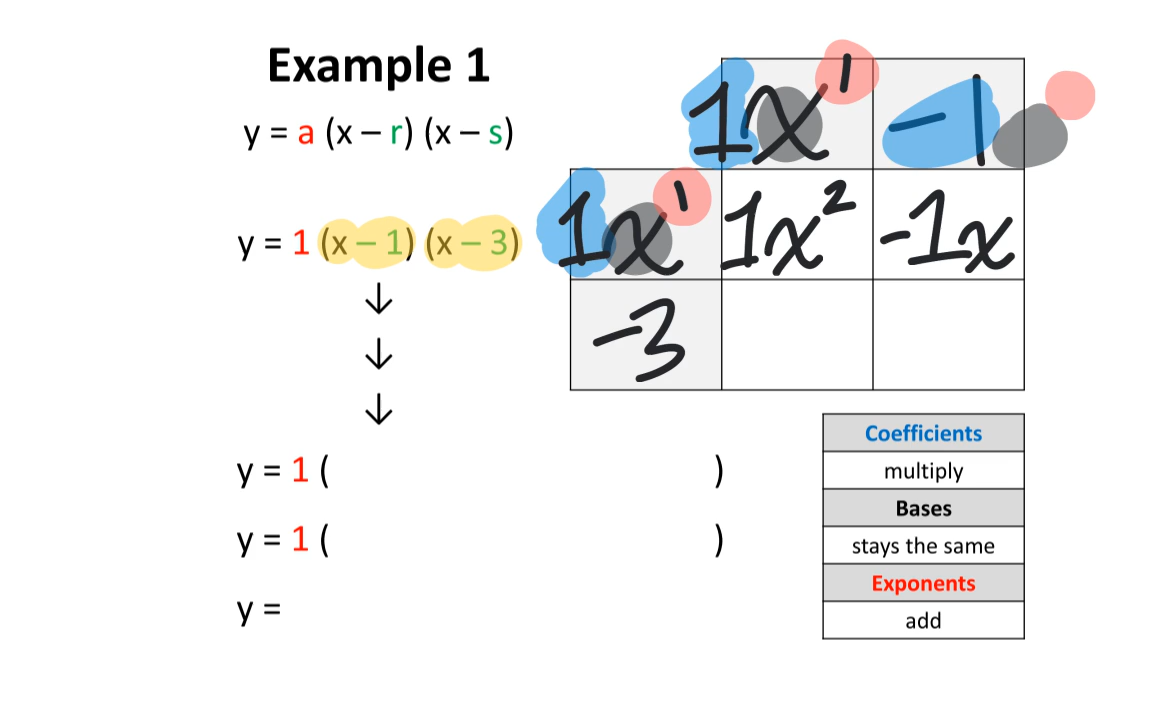 Example 1
y = a (x – r) (x – s)
1x¹ -1
y = 1 (x – 1) (x – 3)
1x¹ 1x² -1x
↓
↓
↓
-3
y = 1 ( )
y = 1 ( )
y =
Coefficients
multiply
Bases
stays the same
Exponents
add